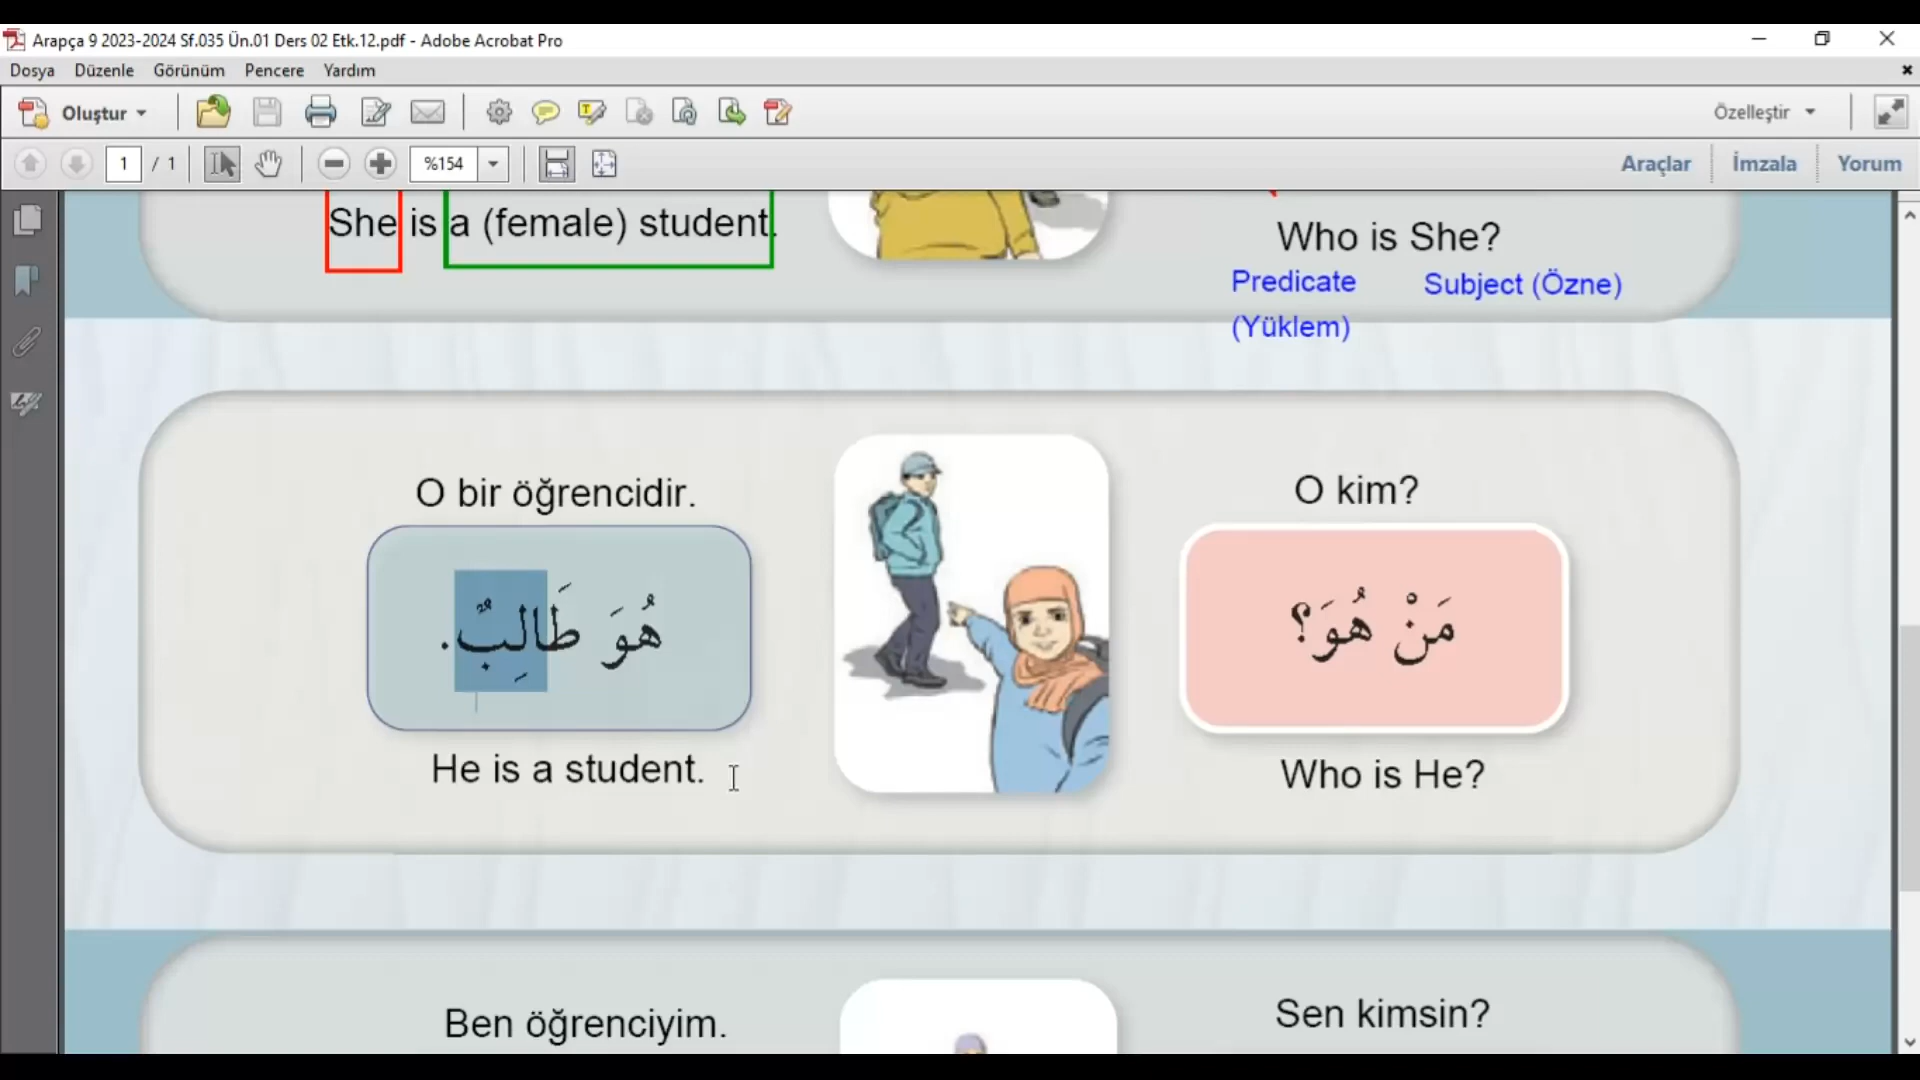 Arapça 9 2023-2024 Sf.035 Ün.01 Ders 02 Etk.12.pdf - Adobe Acrobat Pro
Dosya Düzenle Görünüm Pencere Yardım
Oluştur
Özelleştir
1 / 1
%154
Araçlar İmzala Yorum
She is a (female) student.
Who is She?
Predicate
(Yüklem)
Subject (Özne)
O bir öğrencidir.
O kim?
هُوَ طَالِبٌ.
مَنْ هُوَ؟
He is a student.
Who is He?
Ben öğrenciyim.
Sen kimsin?